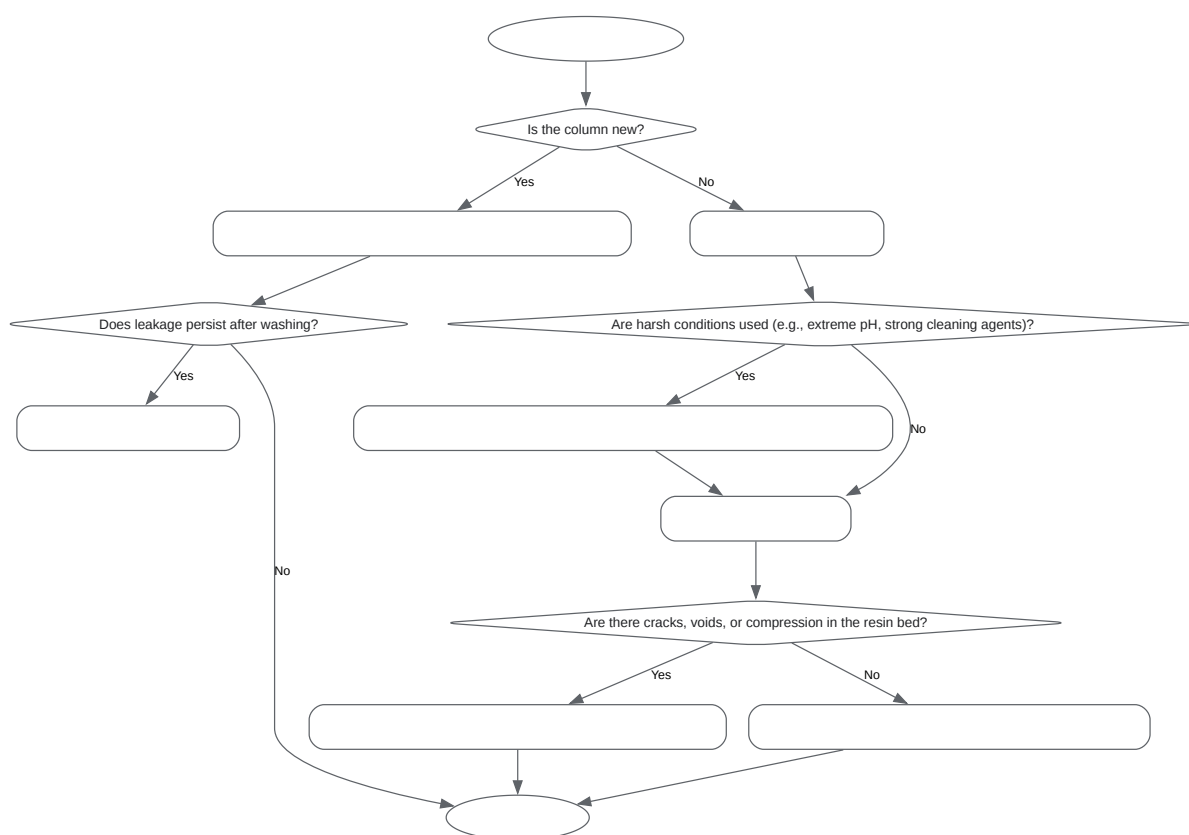 Is the column new?
Yes
No
Does leakage persist after washing?
Are harsh conditions used (e.g., extreme pH, strong cleaning agents)?
Yes
Yes
No
No
Are there cracks, voids, or compression in the resin bed?
Yes
No